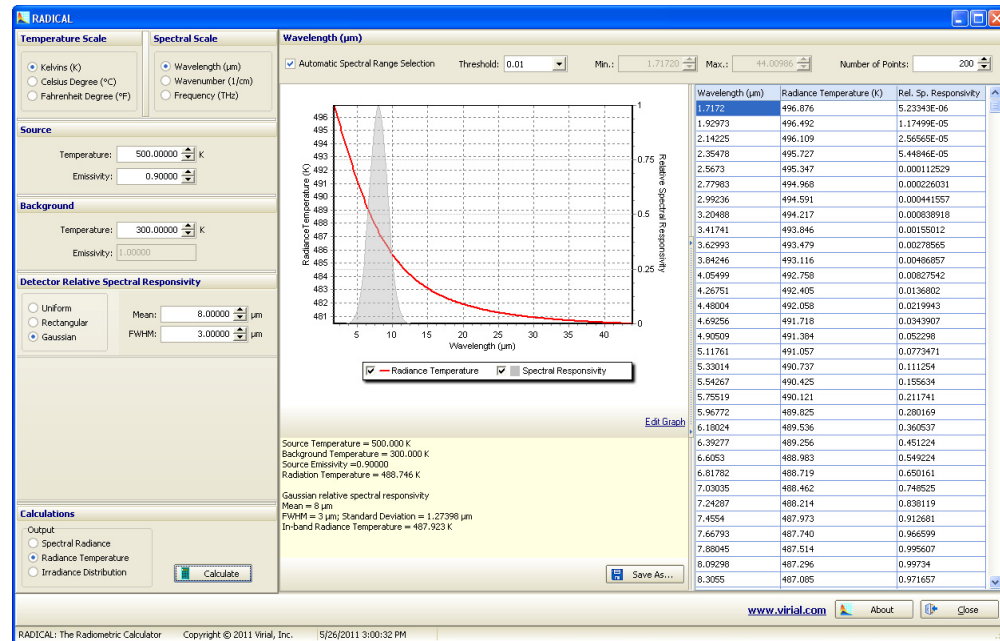 RADICAL
Temperature Scale
Kelvins (K)
Celsius Degree (°C)
Fahrenheit Degree (°F)
Spectral Scale
Wavelength (µm)
Wavenumber (1/cm)
Frequency (THz)
Source
Temperature: 500.00000 K
Emissivity: 0.90000
Background
Temperature: 300.00000 K
Emissivity: 1.00000
Detector Relative Spectral Responsivity
Uniform
Rectangular
Gaussian
Mean: 8.00000 µm
FWHM: 3.00000 µm
Calculations
Output
Spectral Radiance
Radiance Temperature
Irradiance Distribution
Calculate
Wavelength (µm)
Automatic Spectral Range Selection Threshold: 0.01 Min.: 1.71720 Max.: 44.00986 Number of Points: 200
RadianceTemperature (K)
496
495
494
493
492
491
490
489
488
487
486
485
484
483
482
481
5 10 15 20 25 30 35 40
Wavelength (µm)
1
0.75
0.5
0.25
0
Relative Spectral Responsivity
Radiance Temperature Spectral Responsivity
Edit Graph
Source Temperature = 500.000 K
Background Temperature = 300.000 K
Source Emissivity =0.90000
Radiation Temperature = 488.746 K
Gaussian relative spectral responsivity
Mean = 8 µm
FWHM = 3 µm; Standard Deviation = 1.27398 µm
In-band Radiance Temperature = 487.923 K
Save As...
Wavelength (µm) Radiance Temperature (K) Rel. Sp. Responsivity
1.7172 496.876 5.23343E-06
1.92973 496.492 1.17499E-05
2.14225 496.109 2.56565E-05
2.35478 495.727 5.44846E-05
2.5673 495.347 0.000112529
2.77983 494.968 0.000226031
2.99236 494.591 0.000441557
3.20488 494.217 0.000838918
3.41741 493.846 0.00155012
3.62993 493.479 0.00278565
3.84246 493.116 0.00486857
4.05499 492.758 0.00827542
4.26751 492.405 0.0136802
4.48004 492.058 0.0219943
4.69256 491.718 0.0343907
4.90509 491.384 0.052298
5.11761 491.057 0.0773471
5.33014 490.737 0.111254
5.54267 490.425 0.155634
5.75519 490.121 0.211741
5.96772 489.825 0.280169
6.18024 489.536 0.360537
6.39277 489.256 0.451224
6.6053 488.983 0.549224
6.81782 488.719 0.650161
7.03035 488.462 0.748525
7.24287 488.214 0.838119
7.4554 487.973 0.912681
7.66793 487.740 0.966599
7.88045 487.514 0.995607
8.09298 487.296 0.99734
8.3055 487.085 0.971657
www.virial.com About Close
RADICAL: The Radiometric Calculator Copyright © 2011 Virial, Inc. 5/26/2011 3:00:32 PM